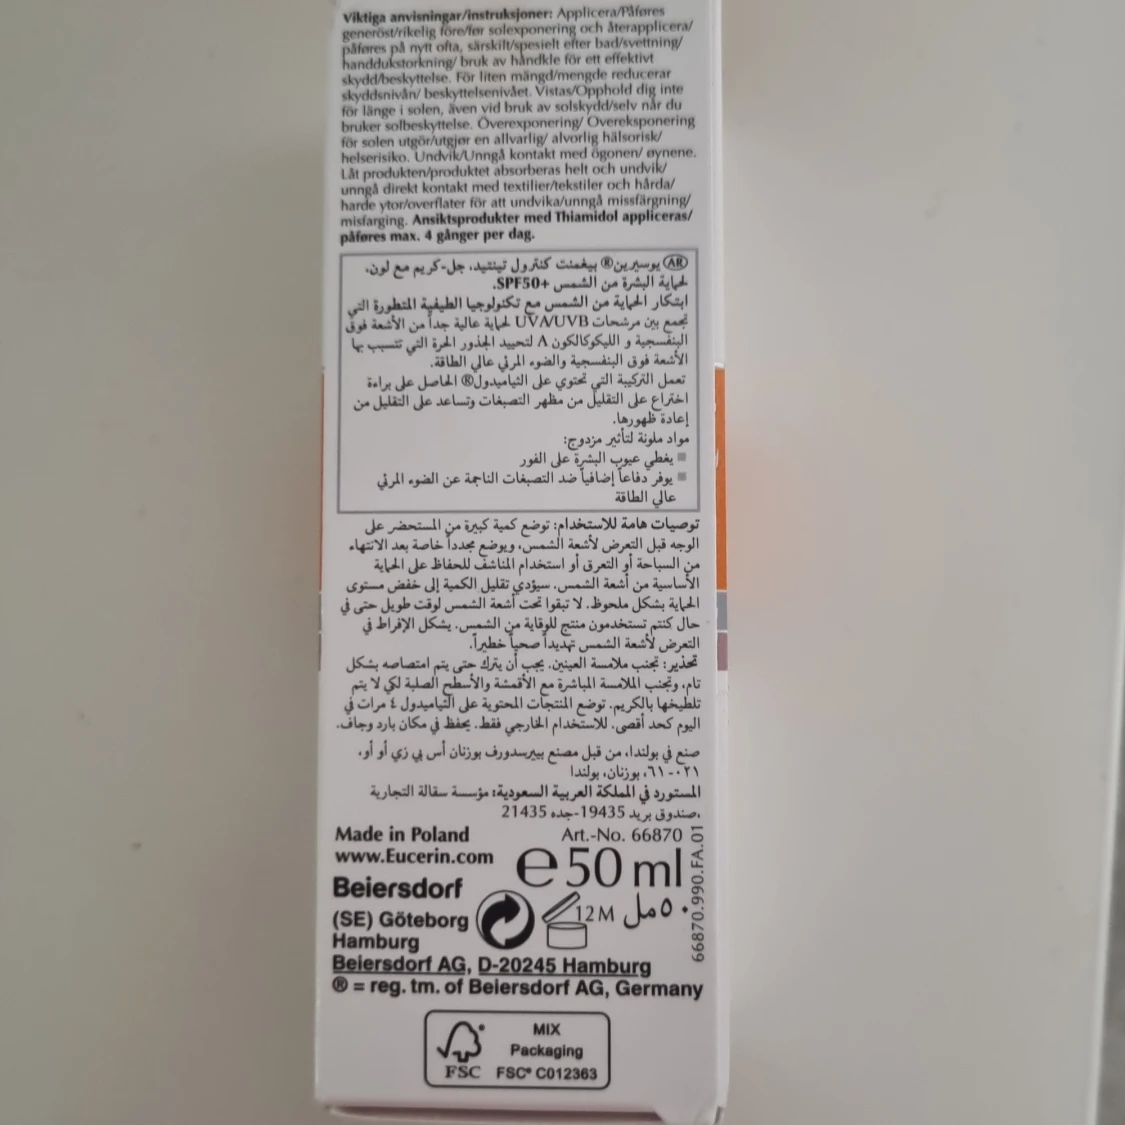 Viktiga anvisningar/instruksjoner: Applicera/Påføres
generöst/rikelig före/før solexponering och återapplicera/
påføres på nytt ofta, särskilt/spesielt efter bad/svettning/
handdukstorkning/ bruk av håndkle för ett effektivt
skydd/beskyttelse. För liten mängd/mengde reducerar
skyddsnivån/ beskyttelsenivået. Vistas/Opphold dig inte
för länge i solen, även vid bruk av solskydd/selv når du
bruker solbeskyttelse. Överexponering/ Overeksponering
för solen utgör/utgjør en allvarlig/ alvorlig hälsorisk/
helserisiko. Undvik/Unngå kontakt med ögonen/ øynene.
Låt produkten/produktet absorberas helt och undvik/
unngå direkt kontakt med textilier/tekstiler och hårda/
harde ytor/overflater för att undvika/unngå missfärgning/
misfarging. Ansiktsprodukter med Thiamidol appliceras/
påføres max. 4 gånger per dag.
AR يوسيرين® بيغمنت كنترول تينتيد، جل-كريم مع لون،
لحماية البشرة من الشمس +SPF50.
ابتكار الحماية من الشمس مع تكنولوجيا الطيفية المتطورة التي
تجمع بين مرشحات UVA/UVB لحماية عالية جداً من الأشعة فوق
البنفسجية و الليكوكالكون A لتحييد الجذور الحرة التي تتسبب بها
الأشعة فوق البنفسجية والضوء المرئي عالي الطاقة.
تعمل التركيبة التي تحتوي على الثياميدول® الحاصل على براءة
اختراع على التقليل من مظهر التصبغات وتساعد على التقليل من
إعادة ظهورها.
مواد ملونة لتأثير مزدوج:
■ يغطي عيوب البشرة على الفور
■ يوفر دفاعاً إضافياً ضد التصبغات الناجمة عن الضوء المرئي
عالي الطاقة
توصيات هامة للاستخدام: توضع كمية كبيرة من المستحضر على
الوجه قبل التعرض لأشعة الشمس، ويوضع مجدداً خاصة بعد الانتهاء
من السباحة أو التعرق أو استخدام المناشف للحفاظ على الحماية
الأساسية من أشعة الشمس. سيؤدي تقليل الكمية إلى خفض مستوى
الحماية بشكل ملحوظ. لا تبقوا تحت أشعة الشمس لوقت طويل حتى في
حال كنتم تستخدمون منتج للوقاية من الشمس. يشكل الإفراط في
التعرض لأشعة الشمس تهديداً صحياً خطيراً.
تحذير: تجنب ملامسة العينين. يجب أن يترك حتى يتم امتصاصه بشكل
تام، وتجنب الملامسة المباشرة مع الأقمشة والأسطح الصلبة لكي لا يتم
تلطيخها بالكريم. توضع المنتجات المحتوية على الثياميدول ٤ مرات في
اليوم كحد أقصى. للاستخدام الخارجي فقط. يحفظ في مكان بارد وجاف.
صنع في بولندا، من قبل مصنع بييرسدورف بوزنان أس بي زي أو أو،
٠٢١-٦١، بوزنان، بولندا
المستورد في المملكة العربية السعودية: مؤسسة سقالة التجارية
،صندوق بريد 19435-جده 21435
Made in Poland
Art.-No. 66870
www.Eucerin.com
e 50 ml
Beiersdorf
12M
٥٠مل
(SE) Göteborg
Hamburg
Beiersdorf AG, D-20245 Hamburg
® = reg. tm. of Beiersdorf AG, Germany
66870.990.FA.01
MIX
Packaging
FSC
FSC® C012363